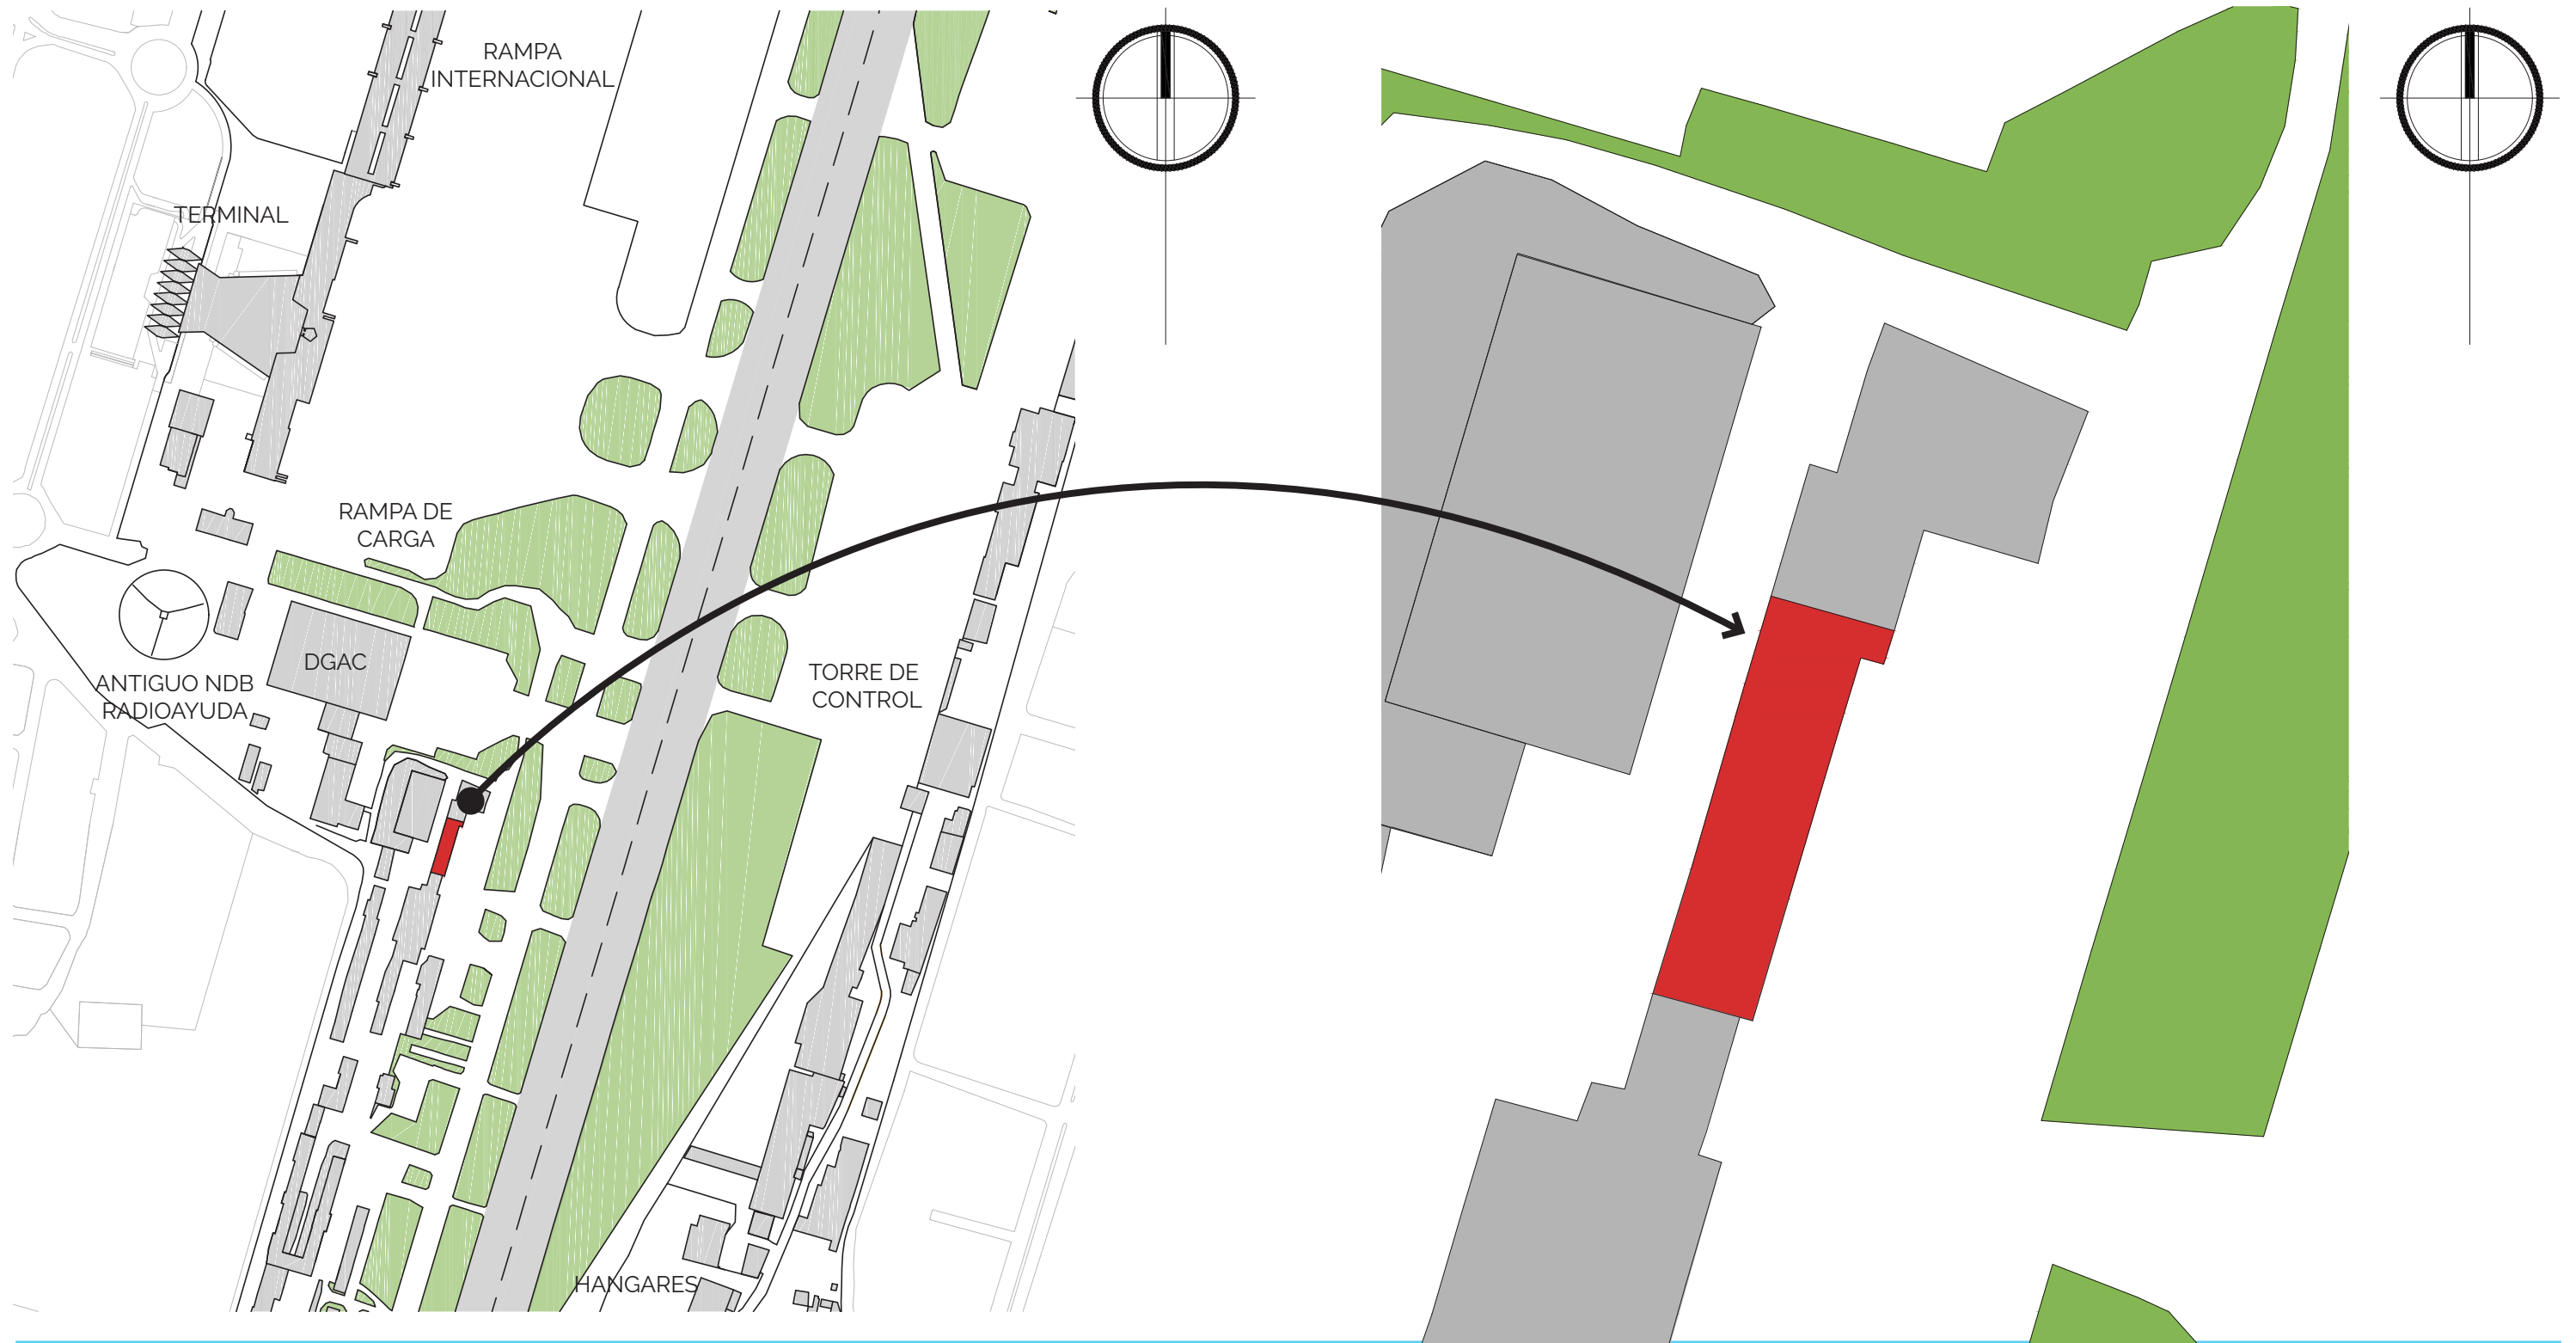 RAMPA
INTERNACIONAL
TERMINAL
RAMPA DE
CARGA
DGAC
ANTIGUO NDB
RADIOAYUDA
TORRE DE
CONTROL
HANGARES